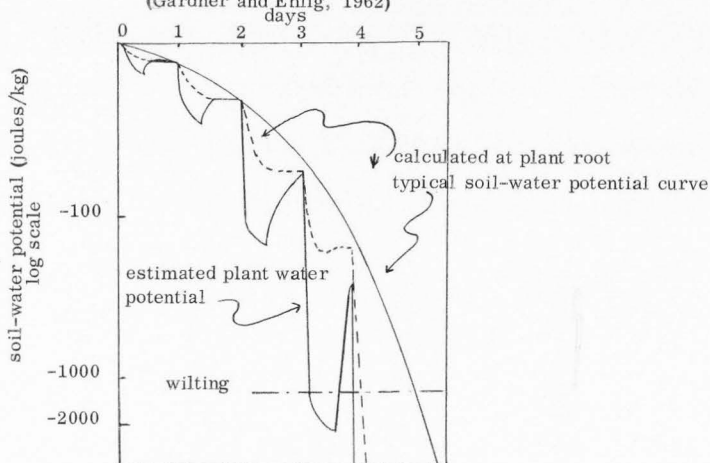 (Gardner and Ehlig, 1962)
days
0 1 2 3 4 5
soil-water potential (joules/kg)
log scale
-100
-1000
-2000
calculated at plant root
typical soil-water potential curve
estimated plant water
potential
wilting